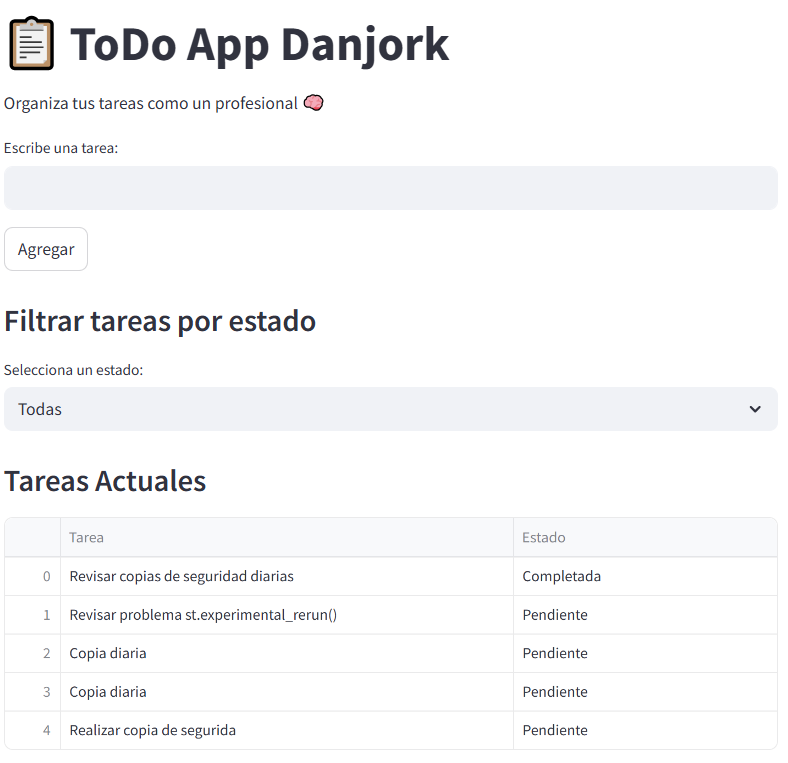 ToDo App Danjork
Organiza tus tareas como un profesional
Escribe una tarea:
Agregar
Filtrar tareas por estado
Selecciona un estado:
Todas
Tareas Actuales
Tarea Estado
0 Revisar copias de seguridad diarias Completada
1 Revisar problema st.experimental_rerun() Pendiente
2 Copia diaria Pendiente
3 Copia diaria Pendiente
4 Realizar copia de segurida Pendiente